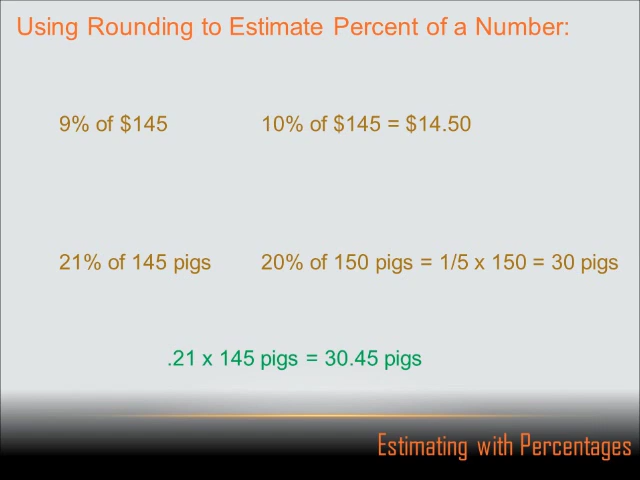 Using Rounding to Estimate Percent of a Number:
9% of $145 10% of $145 = $14.50
21% of 145 pigs 20% of 150 pigs = 1/5 x 150 = 30 pigs
.21 x 145 pigs = 30.45 pigs
Estimating with Percentages